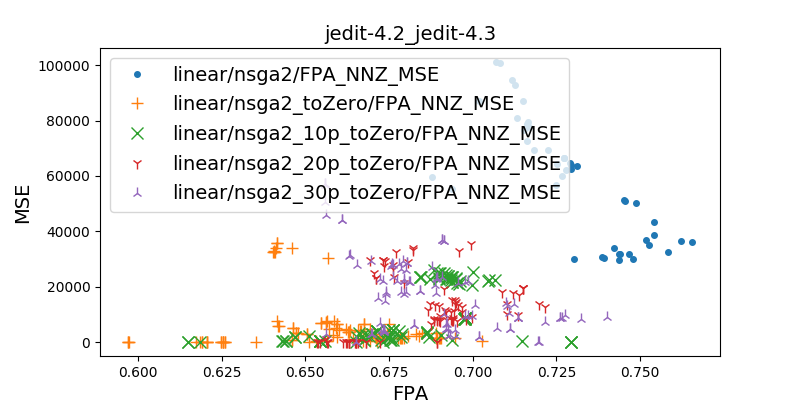 jedit-4.2_jedit-4.3
100000
80000
60000
40000
20000
0
MSE
linear/nsga2/FPA_NNZ_MSE
linear/nsga2_toZero/FPA_NNZ_MSE
linear/nsga2_10p_toZero/FPA_NNZ_MSE
linear/nsga2_20p_toZero/FPA_NNZ_MSE
linear/nsga2_30p_toZero/FPA_NNZ_MSE
0.600 0.625 0.650 0.675 0.700 0.725 0.750
FPA